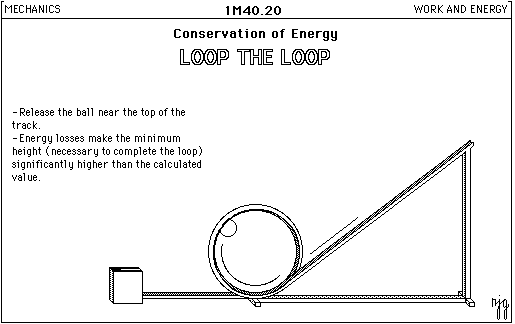 MECHANICS
1M40.20
WORK AND ENERGY
Conservation of Energy
LOOP THE LOOP
-Release the ball near the top of the
track.
-Energy losses make the minimum
height (necessary to complete the loop)
significantly higher than the calculated
value.